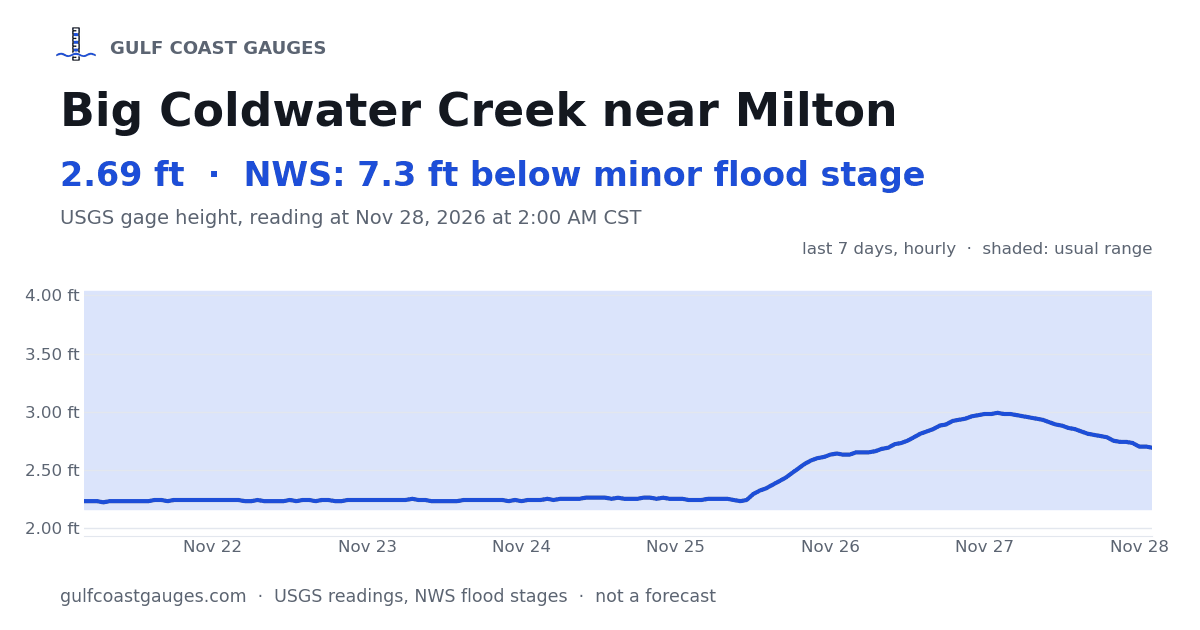 GULF COAST GAUGES
Big Coldwater Creek near Milton
2.69 ft · NWS: 7.3 ft below minor flood stage
USGS gage height, reading at Nov 28, 2026 at 2:00 AM CST
last 7 days, hourly · shaded: usual range
4.00 ft
3.50 ft
3.00 ft
2.50 ft
2.00 ft
Nov 22 Nov 23 Nov 24 Nov 25 Nov 26 Nov 27 Nov 28
gulfcoastgauges.com · USGS readings, NWS flood stages · not a forecast